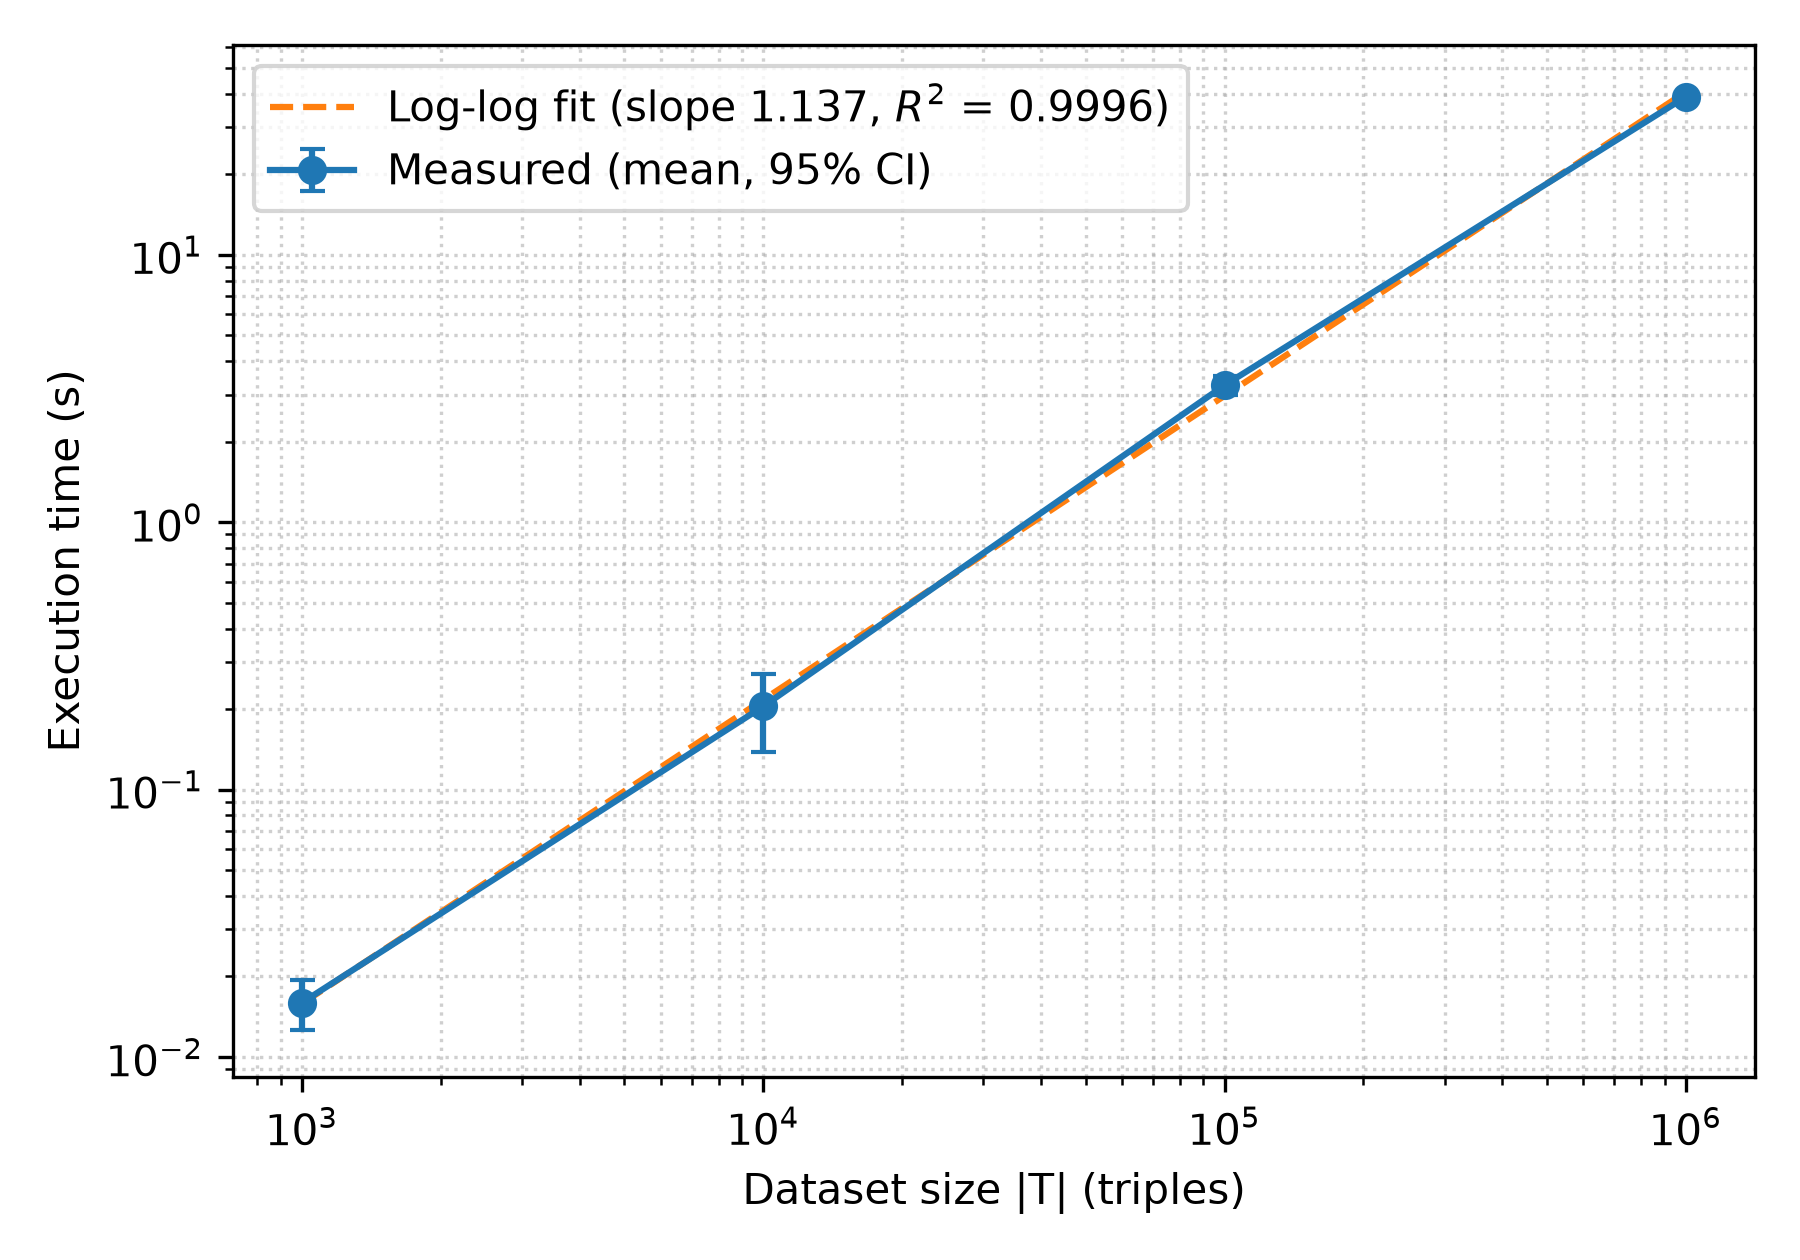 Log-log fit (slope 1.137, R² = 0.9996)
Measured (mean, 95% CI)
10¹
10⁰
10⁻¹
10⁻²
Execution time (s)
10³
10⁴
10⁵
10⁶
Dataset size |T| (triples)